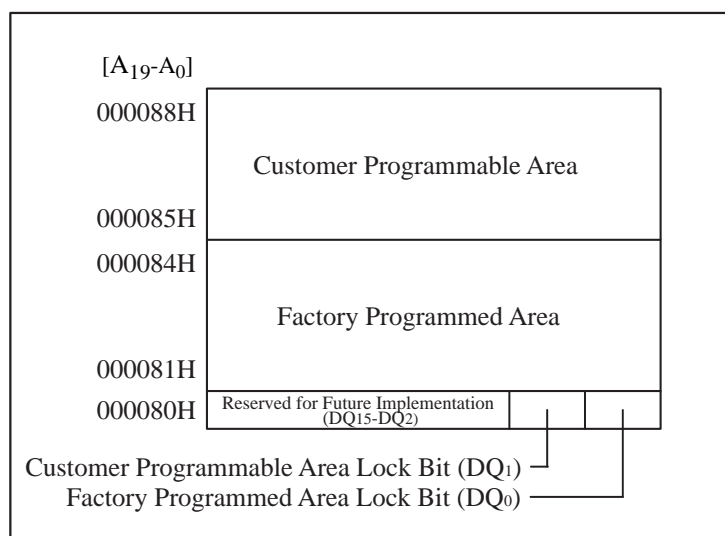 [A19-A0]
000088H
Customer Programmable Area
000085H
000084H
Factory Programmed Area
000081H
000080H
Reserved for Future Implementation
(DQ15-DQ2)
Customer Programmable Area Lock Bit (DQ1)
Factory Programmed Area Lock Bit (DQ0)